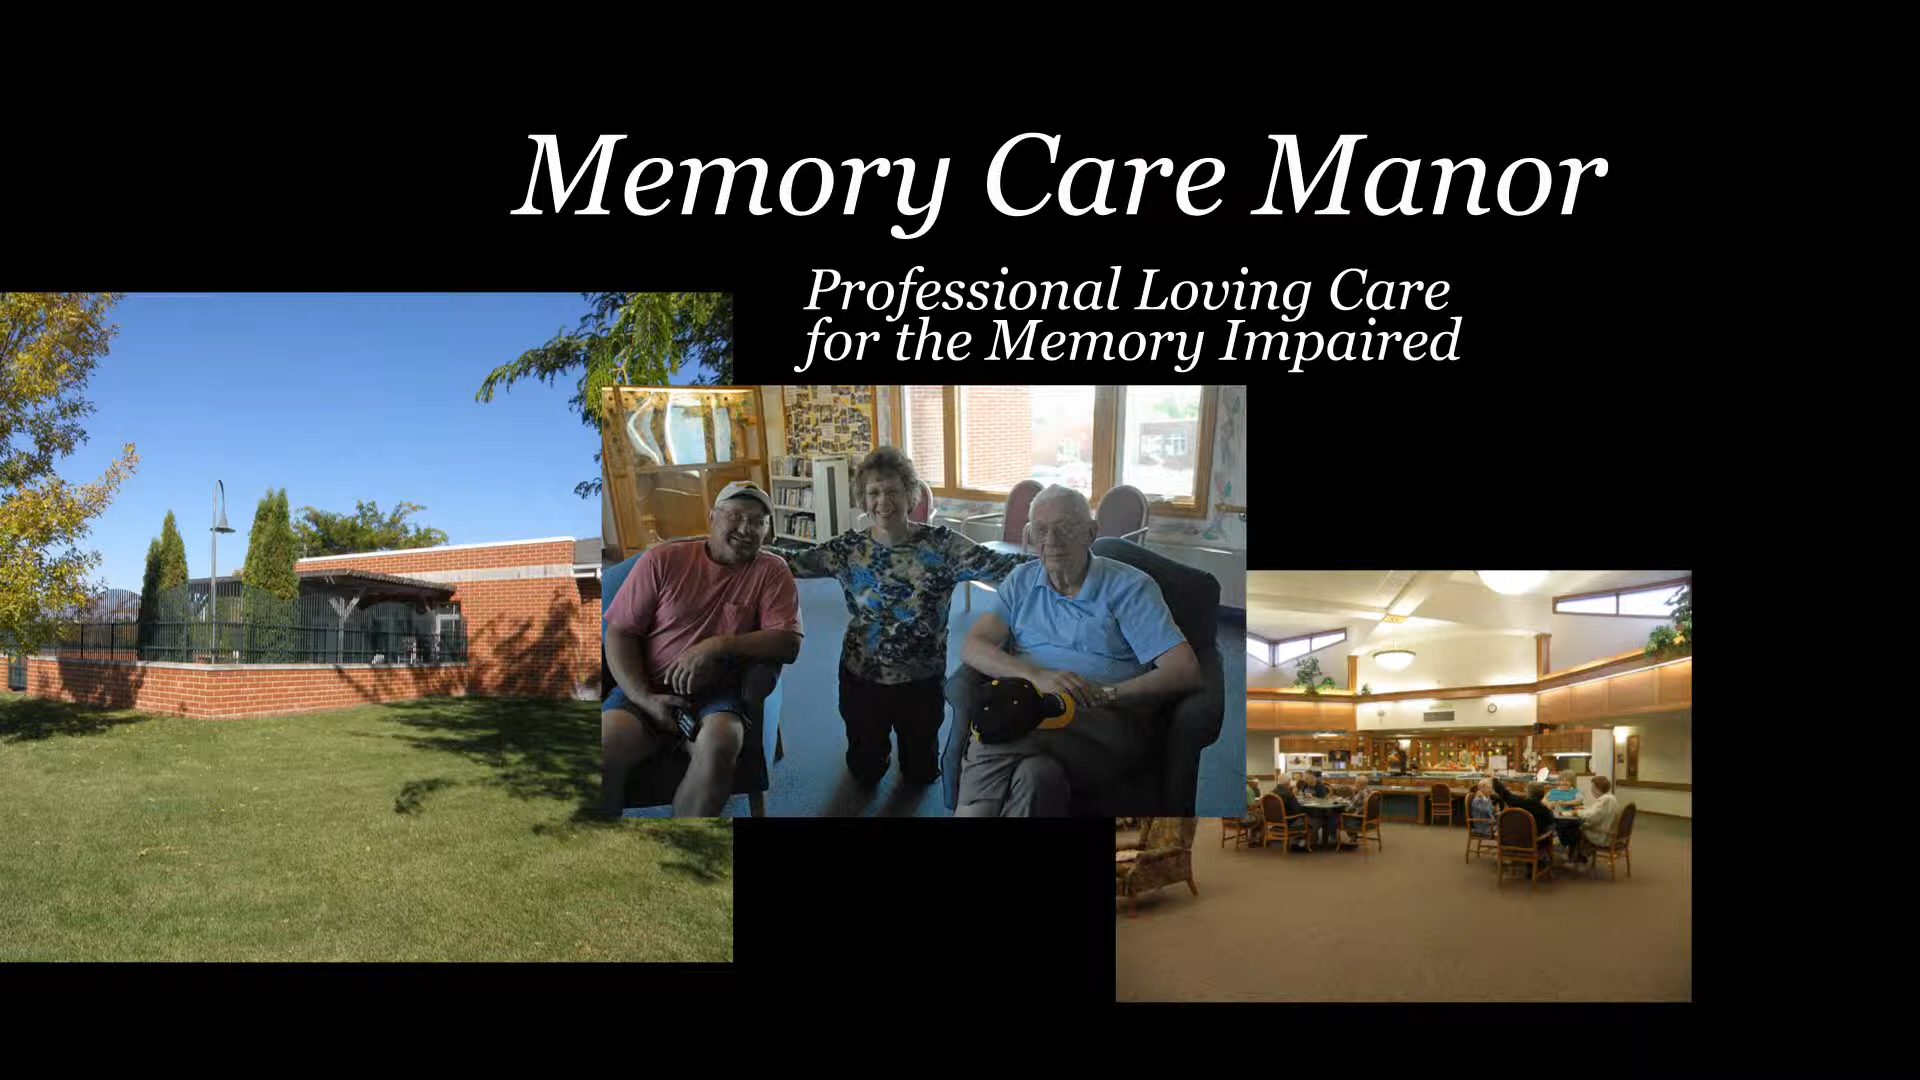 Memory Care Manor
Professional Loving Care
for the Memory Impaired